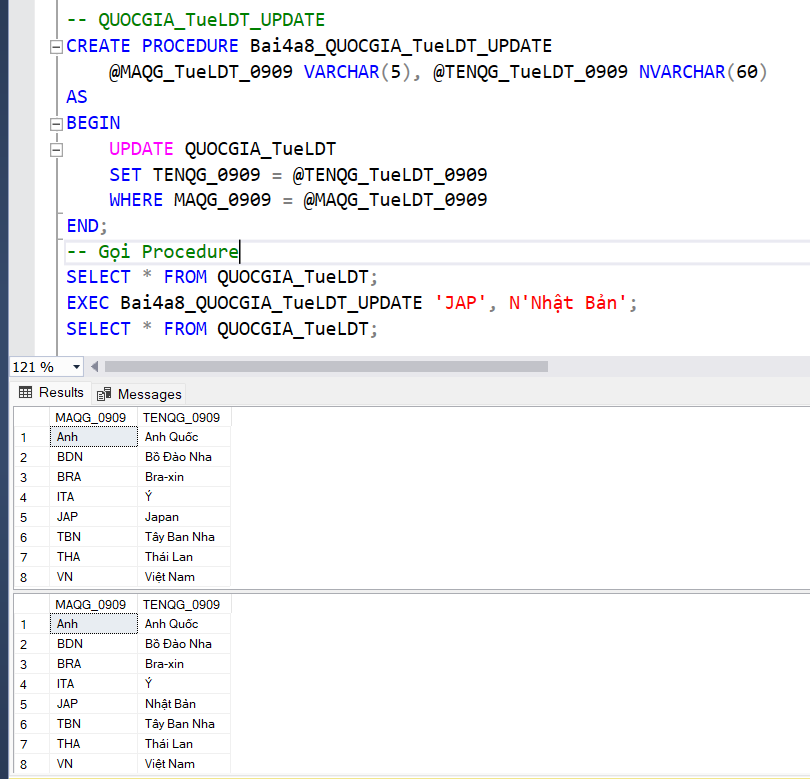 -- QUOCGIA_TueLDT_UPDATE
CREATE PROCEDURE Bai4a8_QUOCGIA_TueLDT_UPDATE
@MAQG_TueLDT_0909 VARCHAR(5), @TENQG_TueLDT_0909 NVARCHAR(60)
AS
BEGIN
UPDATE QUOCGIA_TueLDT
SET TENQG_0909 = @TENQG_TueLDT_0909
WHERE MAQG_0909 = @MAQG_TueLDT_0909
END;
-- Gọi Procedure
SELECT * FROM QUOCGIA_TueLDT;
EXEC Bai4a8_QUOCGIA_TueLDT_UPDATE 'JAP', N'Nhật Bản';
SELECT * FROM QUOCGIA_TueLDT;
121 %
Results Messages
MAQG_0909 TENQG_0909
1 Anh Anh Quốc
2 BDN Bồ Đào Nha
3 BRA Bra-xin
4 ITA Ý
5 JAP Japan
6 TBN Tây Ban Nha
7 THA Thái Lan
8 VN Việt Nam
MAQG_0909 TENQG_0909
1 Anh Anh Quốc
2 BDN Bồ Đào Nha
3 BRA Bra-xin
4 ITA Ý
5 JAP Nhật Bản
6 TBN Tây Ban Nha
7 THA Thái Lan
8 VN Việt Nam